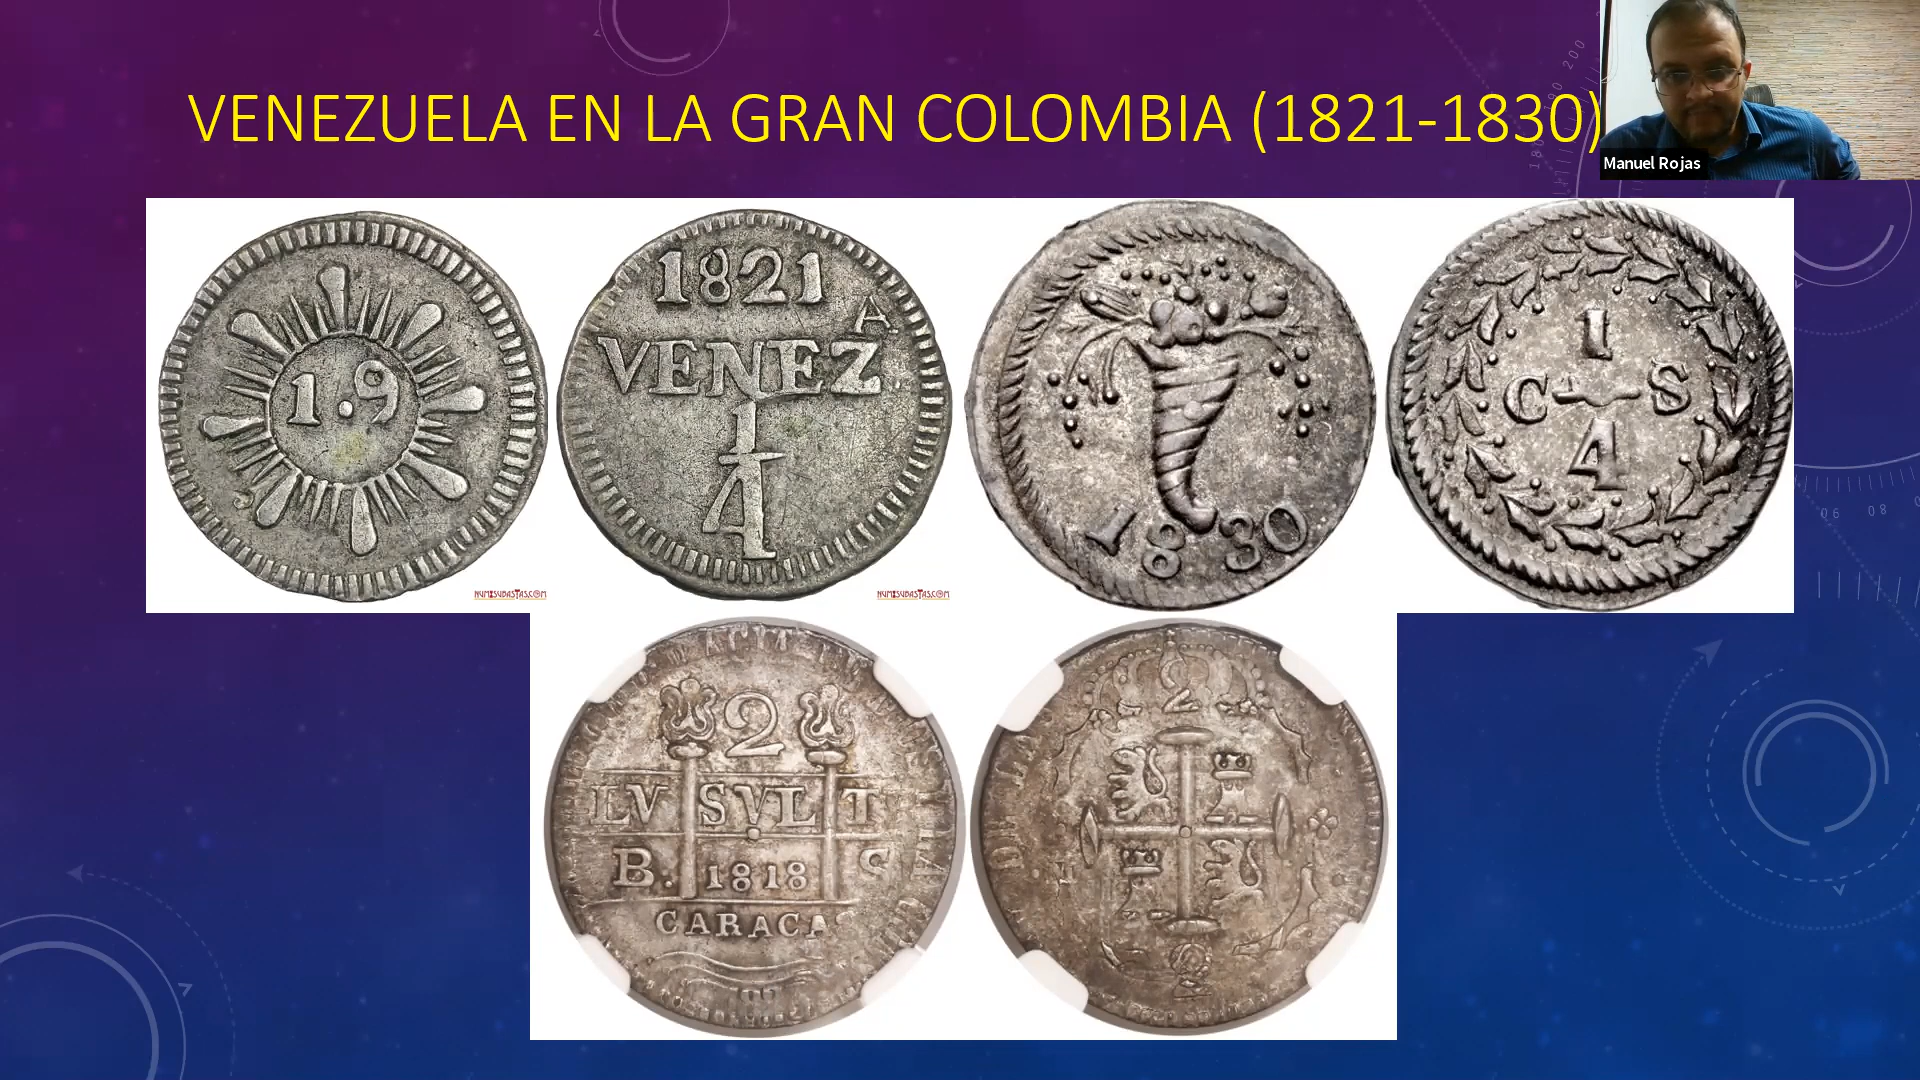 VENEZUELA EN LA GRAN COLOMBIA (1821-1830)
Manuel Rojas
1.9
1821
A
VENEZ
1
4
1830
1
C S
4
NUMISUBASTAS.COM
NUMISUBASTAS.COM
2
LV SVL T
B. 1818 S
CARACAS
2